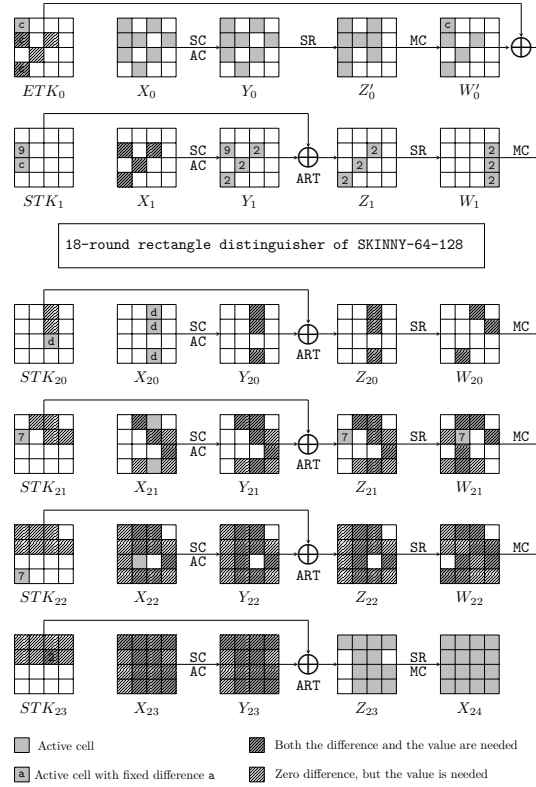 c
SC SR MC
c
AC
c
ETK0 X0 Y0 Z′0 W′0
9 SC 9 2 2 SR 2 MC
c AC 2 2 2
2 ART 2
STK1 X1 Y1 Z1 W1
18-round rectangle distinguisher of SKINNY-64-128
d
d SC SR MC
d AC
d ART
STK20 X20 Y20 Z20 W20
7 SC 7 SR 7 MC
AC
ART
STK21 X21 Y21 Z21 W21
SC SR MC
AC
7 ART
STK22 X22 Y22 Z22 W22
2 SC SR
AC ART MC
STK23 X23 Y23 Z23 X24
Active cell Both the difference and the value are needed
a Active cell with fixed difference a Zero difference, but the value is needed